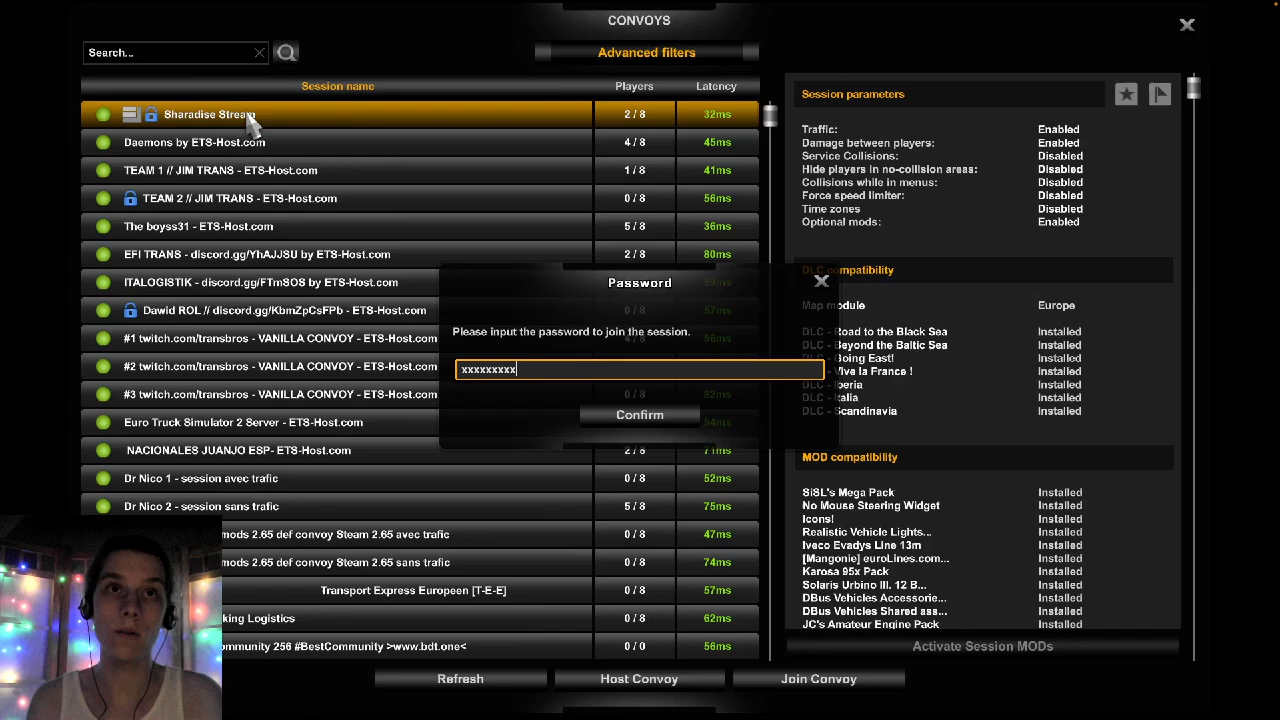 CONVOYS
Search...
Advanced filters
Session name Players Latency
Sharadise Stream 2 / 8 32ms
Daemons by ETS-Host.com 4 / 8 45ms
TEAM 1 // JIM TRANS - ETS-Host.com 1 / 8 41ms
TEAM 2 // JIM TRANS - ETS-Host.com 0 / 8 56ms
The boyss31 - ETS-Host.com 5 / 8 36ms
EFI TRANS - discord.gg/YhAJJSU by ETS-Host.com 2 / 8 80ms
ITALOGISTIK - discord.gg/FTmSOS by ETS-Host.com
Dawid ROL // discord.gg/KbmZpCsFPb - ETS-Host.com 0 / 8 57ms
#1 twitch.com/transbros - VANILLA CONVOY - ETS-Host.com 4 / 8 56ms
#2 twitch.com/transbros - VANILLA CONVOY - ETS-Host.com
#3 twitch.com/transbros - VANILLA CONVOY - ETS-Host.com 0 / 8 82ms
Euro Truck Simulator 2 Server - ETS-Host.com 0 / 8 54ms
NACIONALES JUANJO ESP- ETS-Host.com 2 / 8 71ms
Dr Nico 1 - session avec trafic 0 / 8 52ms
Dr Nico 2 - session sans trafic 5 / 8 75ms
mods 2.65 def convoy Steam 2.65 avec trafic 0 / 8 47ms
mods 2.65 def convoy Steam 2.65 sans trafic 0 / 8 74ms
Transport Express Europeen [T-E-E] 0 / 8 57ms
king Logistics 0 / 8 62ms
ommunity 256 #BestCommunity >www.bdt.one< 0 / 0 56ms
Password
Please input the password to join the session.
xxxxxxxxx
Confirm
Session parameters
Traffic: Enabled
Damage between players: Enabled
Service Collisions: Disabled
Hide players in no-collision areas: Disabled
Collisions while in menus: Disabled
Force speed limiter: Disabled
Time zones Disabled
Optional mods: Enabled
DLC compatibility
Map module Europe
DLC - Road to the Black Sea Installed
DLC - Beyond the Baltic Sea Installed
DLC - Going East! Installed
DLC - Vive la France ! Installed
DLC - Iberia Installed
DLC - Italia Installed
DLC - Scandinavia Installed
MOD compatibility
SiSL's Mega Pack Installed
No Mouse Steering Widget Installed
Icons! Installed
Realistic Vehicle Lights... Installed
Iveco Evadys Line 13m Installed
[Mangonie] euroLines.com... Installed
Karosa 95x Pack Installed
Solaris Urbino III. 12 B... Installed
DBus Vehicles Accessorie... Installed
DBus Vehicles Shared ass... Installed
JC's Amateur Engine Pack Installed
Activate Session MODs
Refresh
Host Convoy
Join Convoy